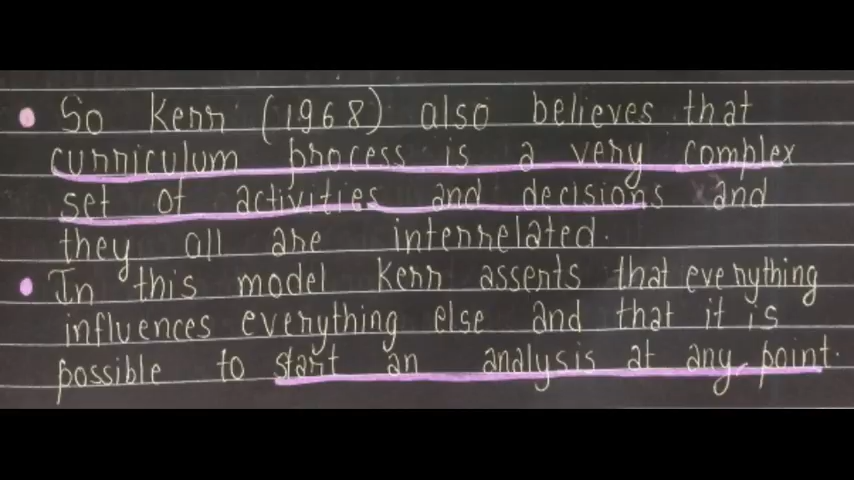 • So Kerr (1968) also believes that
curriculum process is a very complex
set of activities and decisions and
they all are interrelated.
• In this model Kerr asserts that everything
influences everything else and that it is
possible to start an analysis at any point.